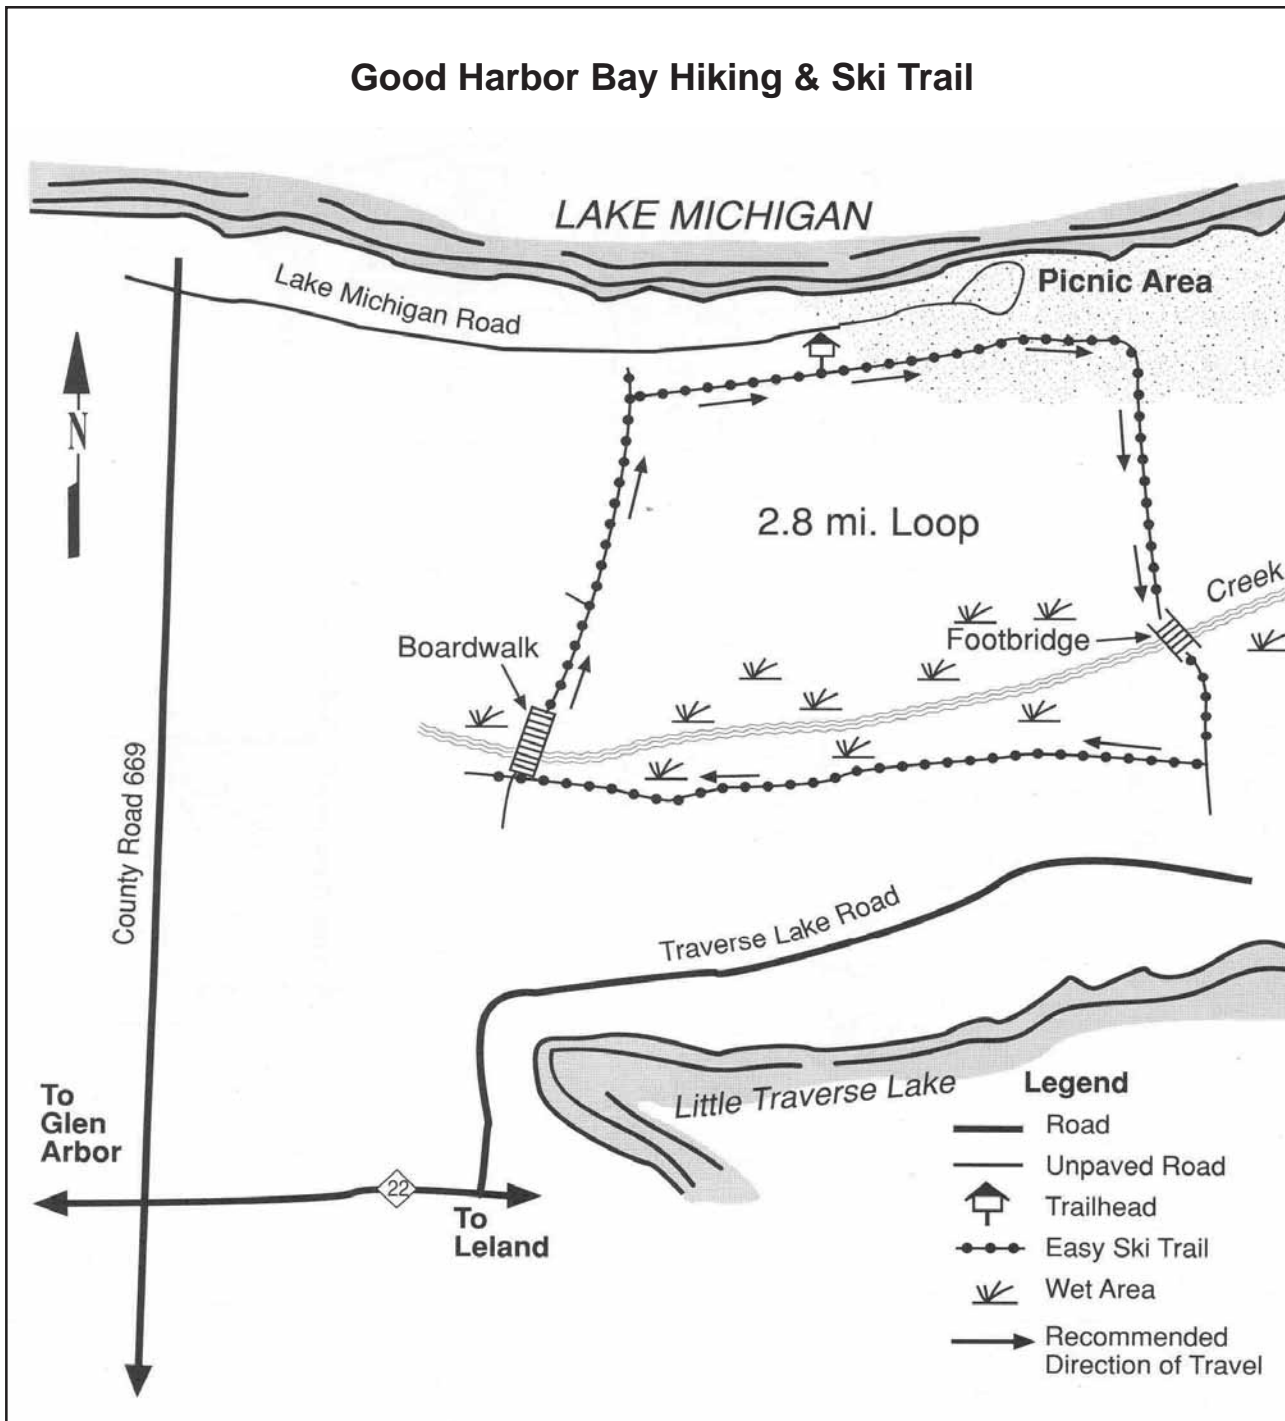 Good Harbor Bay Hiking & Ski Trail
LAKE MICHIGAN
Lake Michigan Road
Picnic Area
N
2.8 mi. Loop
Creek
Footbridge
Boardwalk
County Road 669
Traverse Lake Road
Little Traverse Lake
To
Glen
Arbor
22
To
Leland
Legend
Road
Unpaved Road
Trailhead
Easy Ski Trail
Wet Area
Recommended
Direction of Travel